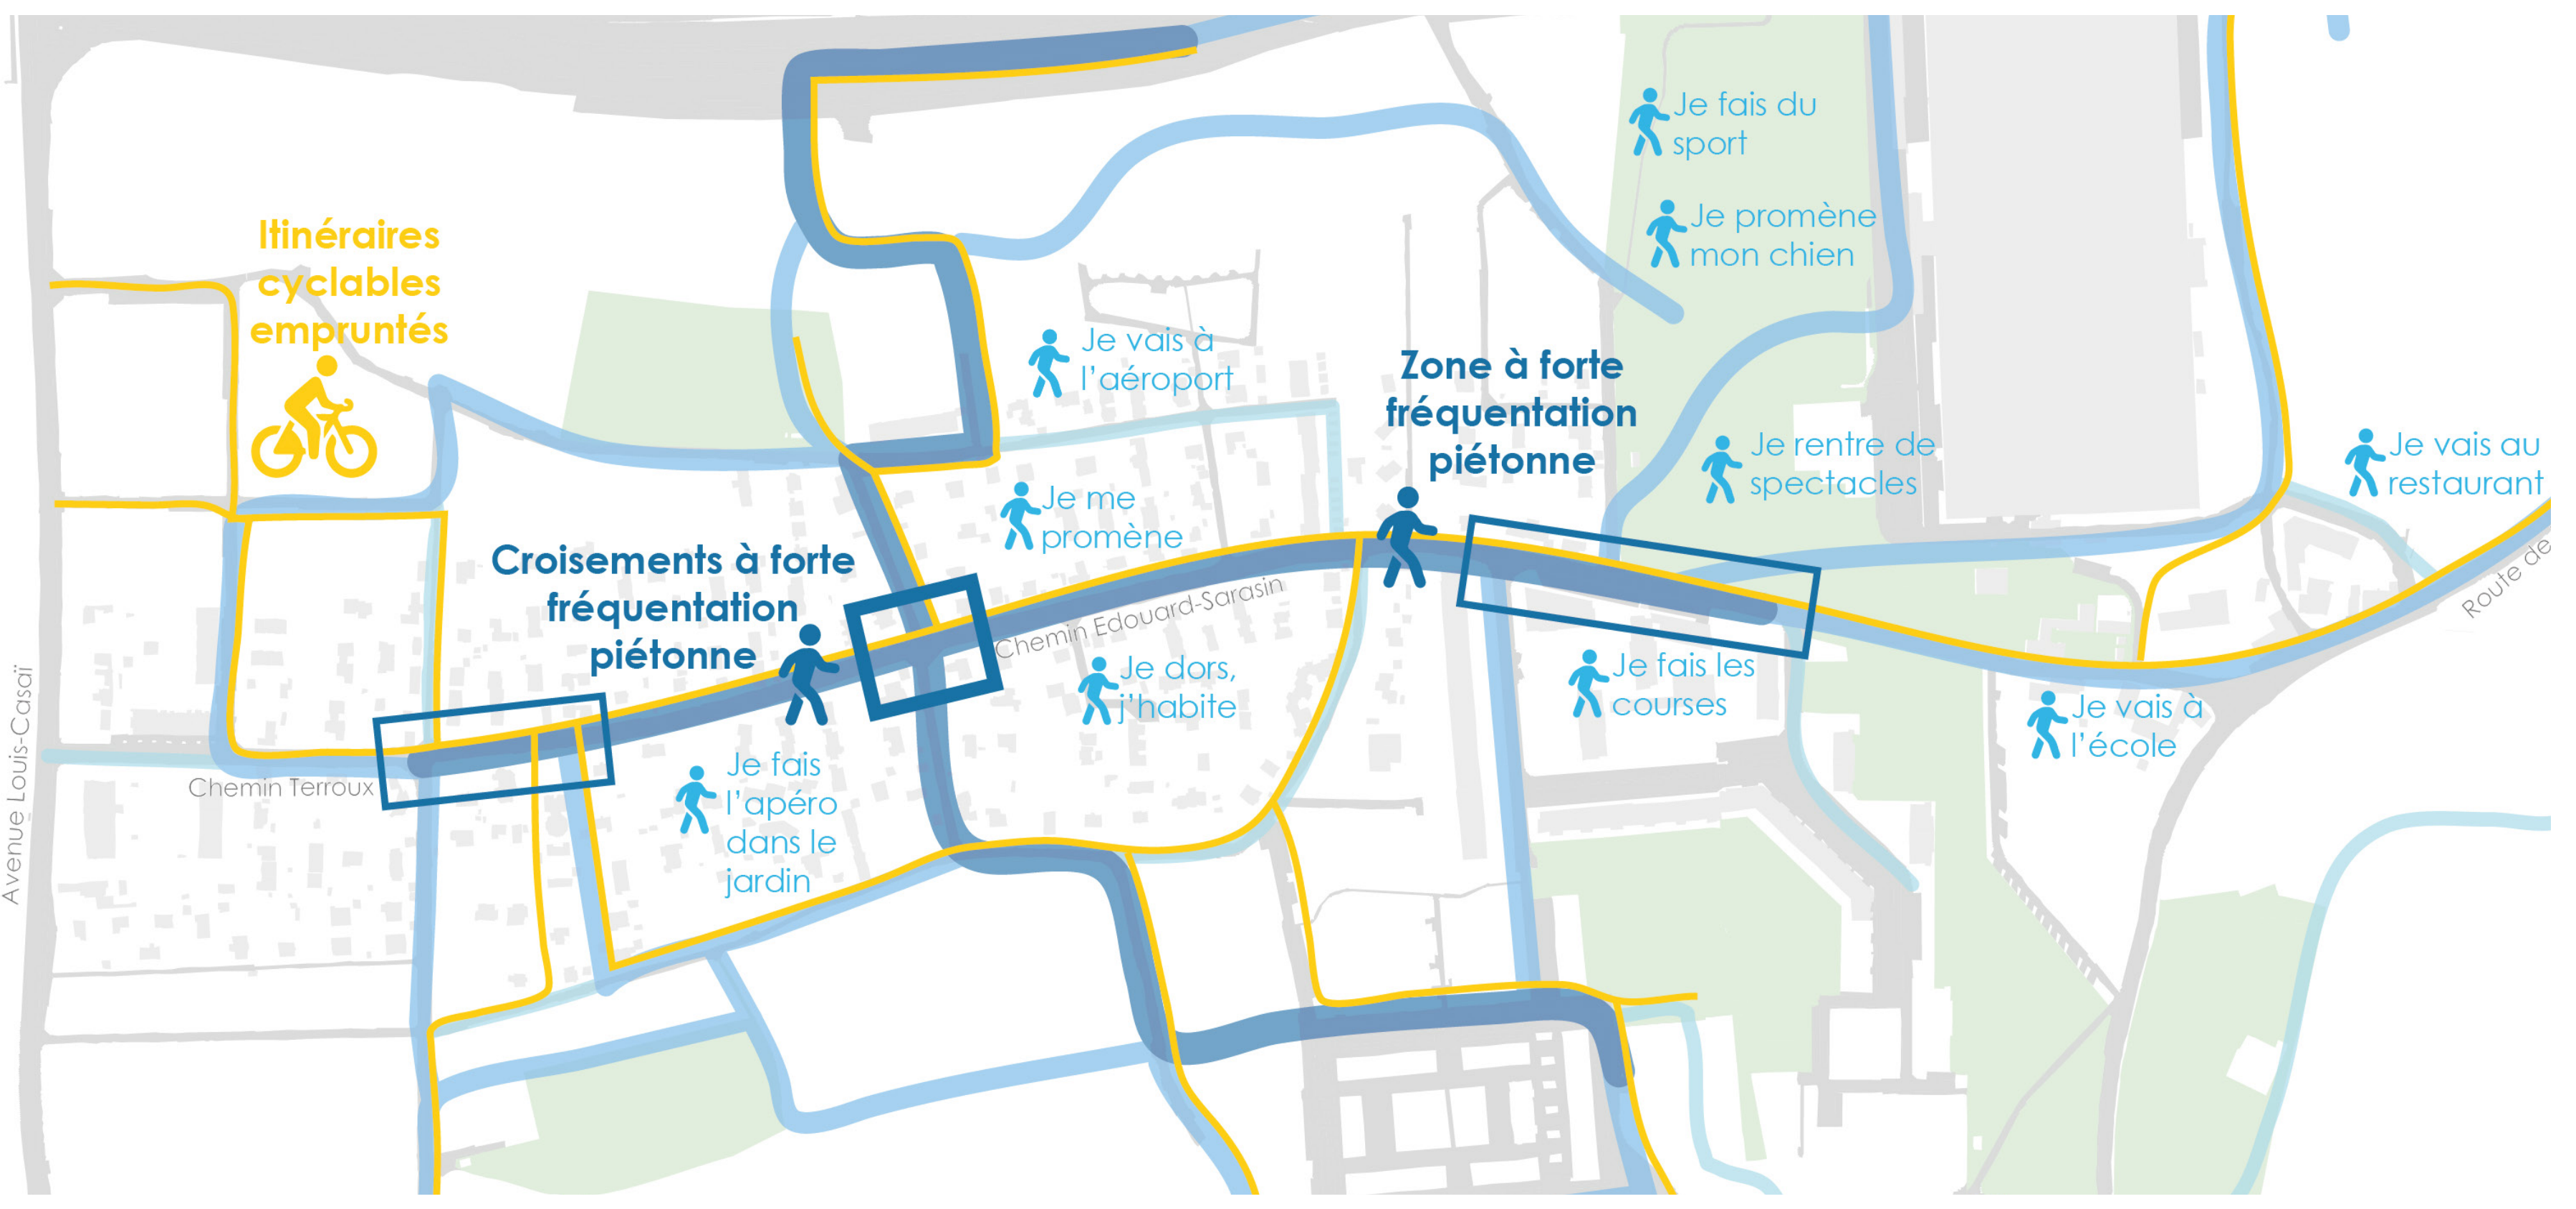 Je fais du
sport
Je promène
mon chien
Itinéraires
cyclables
empruntés
Je vais à
l'aéroport
Zone à forte
fréquentation
piétonne
Je rentre de
spectacles
Je vais au
restaurant
Je me
promène
Croisements à forte
fréquentation
piétonne
Chemin Edouard-Sarasin
Route de
Je dors,
j'habite
Je fais les
courses
Je vais à
l'école
Avenue Louis-Casaï
Chemin Terroux
Je fais
l'apéro
dans le
jardin